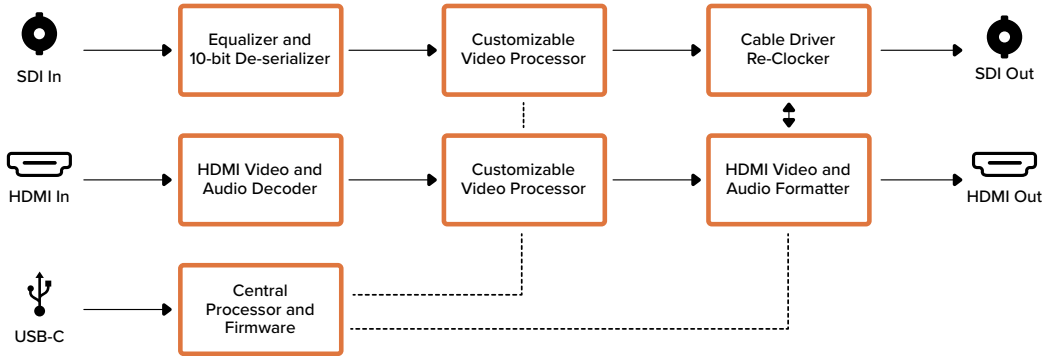 SDI In
Equalizer and
10-bit De-serializer
Customizable
Video Processor
Cable Driver
Re-Clocker
SDI Out
HDMI In
HDMI Video and
Audio Decoder
Customizable
Video Processor
HDMI Video and
Audio Formatter
HDMI Out
USB-C
Central
Processor and
Firmware